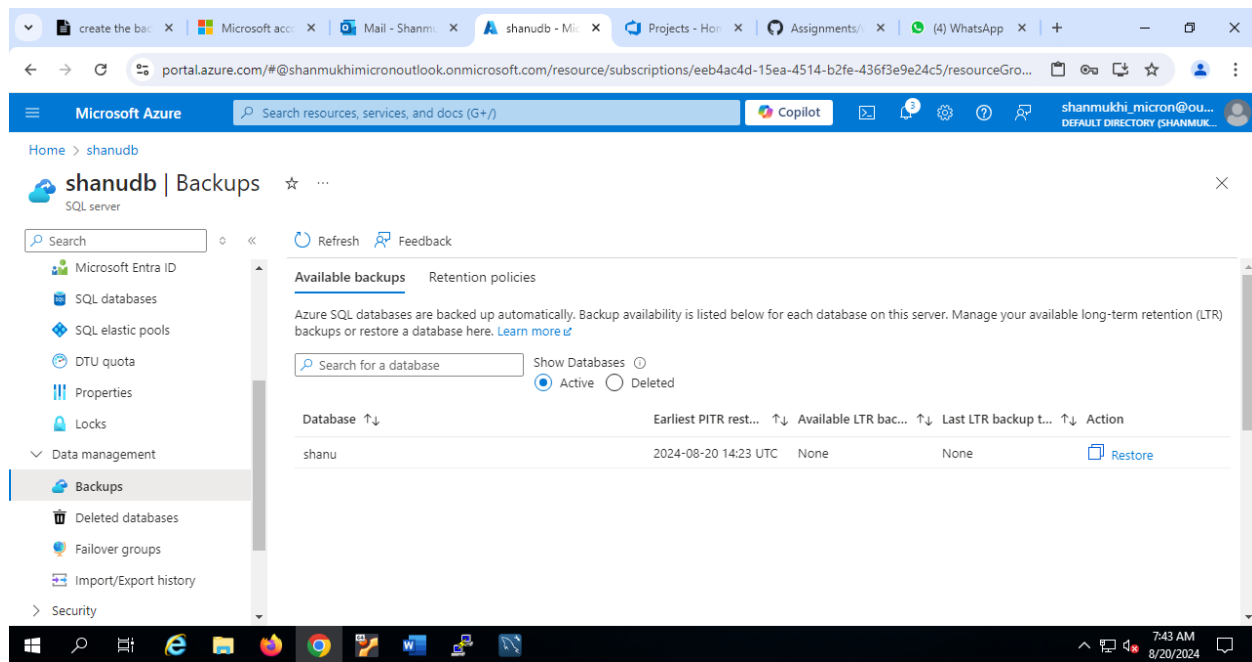 create the bac
Microsoft acc
Mail - Shanmu
shanudb - Mic
Projects - Hom
Assignments/
(4) WhatsApp
portal.azure.com/#@shanmukhimicronoutlook.onmicrosoft.com/resource/subscriptions/eeb4ac4d-15ea-4514-b2fe-436f3e9e24c5/resourceGro...
Microsoft Azure
Search resources, services, and docs (G+/)
Copilot
3
shanmukhi_micron@ou...
DEFAULT DIRECTORY (SHANMUK...
Home > shanudb
shanudb | Backups
SQL server
Search
Microsoft Entra ID
SQL databases
SQL elastic pools
DTU quota
Properties
Locks
Data management
Backups
Deleted databases
Failover groups
Import/Export history
Security
Refresh
Feedback
Available backups
Retention policies
Azure SQL databases are backed up automatically. Backup availability is listed below for each database on this server. Manage your available long-term retention (LTR)
backups or restore a database here. Learn more
Search for a database
Show Databases
Active
Deleted
Database
Earliest PITR rest...
Available LTR bac...
Last LTR backup t...
Action
shanu
2024-08-20 14:23 UTC
None
None
Restore
7:43 AM
8/20/2024